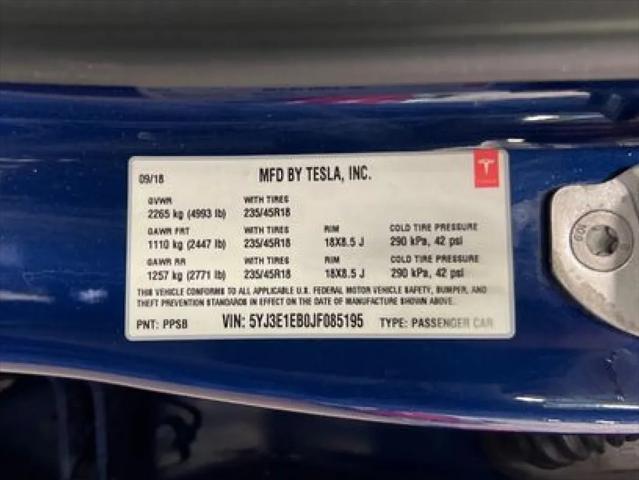 09/18 MFD BY TESLA, INC.
GVWR WITH TIRES
2265 kg (4993 lb) 235/45R18
GAWR FRT WITH TIRES RIM COLD TIRE PRESSURE
1110 kg (2447 lb) 235/45R18 18X8.5 J 290 kPa, 42 psi
GAWR RR WITH TIRES RIM COLD TIRE PRESSURE
1257 kg (2771 lb) 235/45R18 18X8.5 J 290 kPa, 42 psi
THIS VEHICLE CONFORMS TO ALL APPLICABLE U.S. FEDERAL MOTOR VEHICLE SAFETY, BUMPER, AND
THEFT PREVENTION STANDARDS IN EFFECT ON THE DATE OF MANUFACTURE SHOWN ABOVE.
PNT: PPSB VIN: 5YJ3E1EB0JF085195 TYPE: PASSENGER CAR